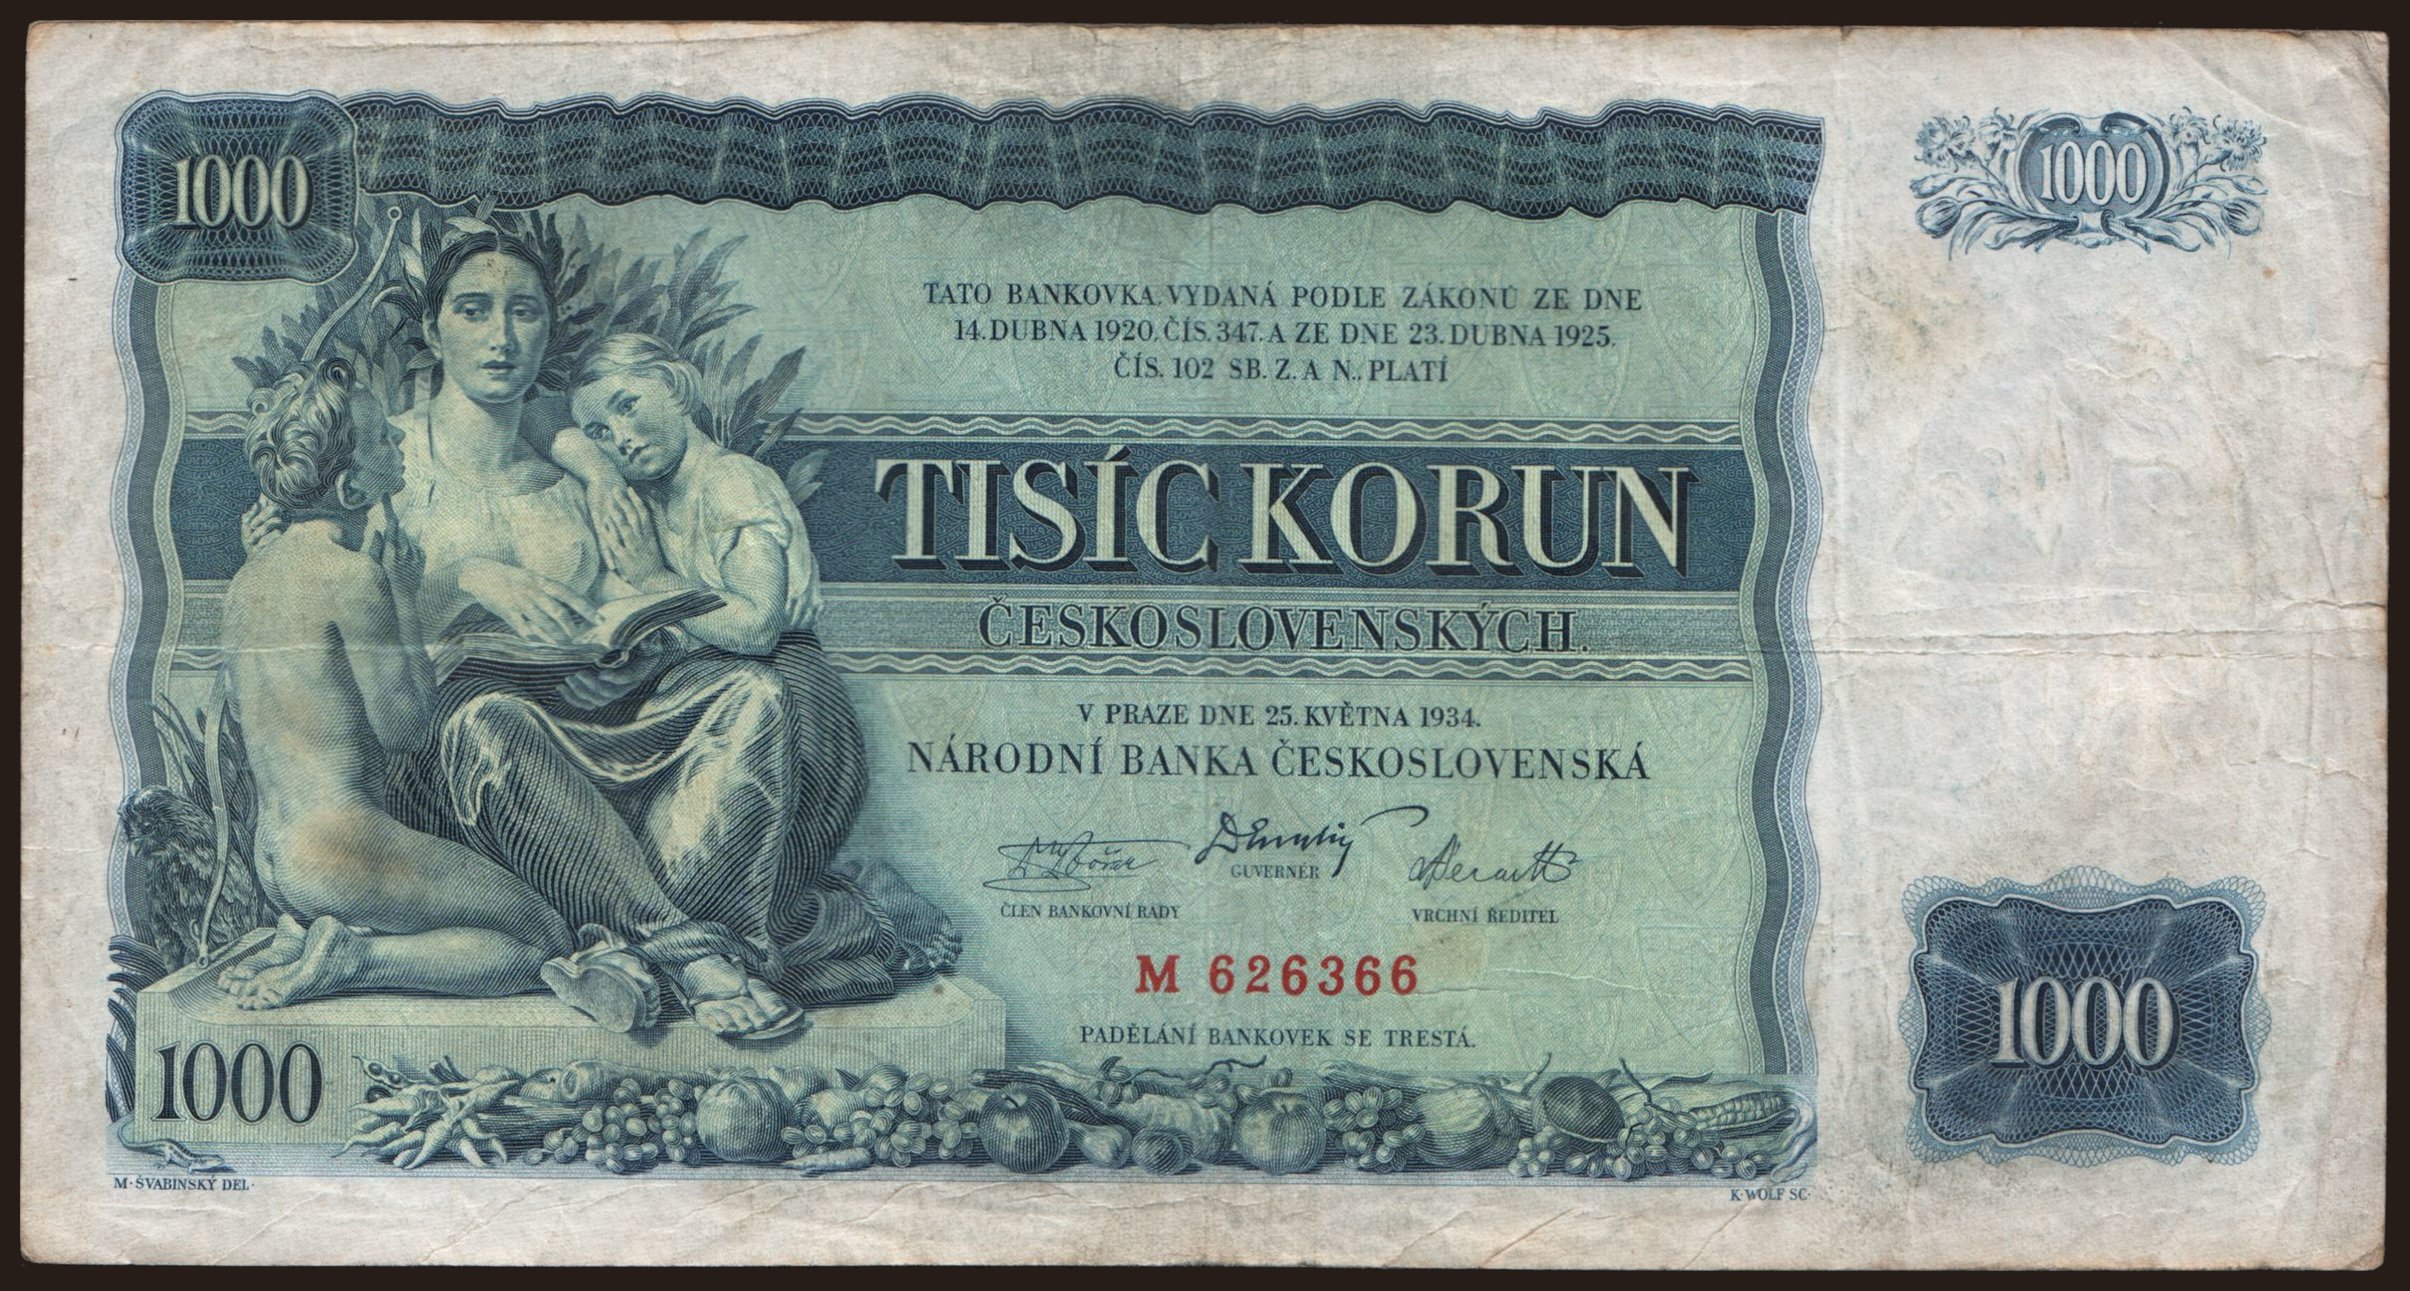 1000
1000
TATO BANKOVKA, VYDANÁ PODLE ZÁKONŮ ZE DNE
14. DUBNA 1920, ČÍS. 347, A ZE DNE 23. DUBNA 1925,
ČÍS. 102 SB. Z. A N., PLATÍ
TISÍC KORUN
ČESKOSLOVENSKÝCH.
V PRAZE DNE 25. KVĚTNA 1934.
NÁRODNÍ BANKA ČESKOSLOVENSKÁ
GUVERNÉR
ČLEN BANKOVNÍ RADY
VRCHNÍ ŘEDITEL
M 626366
PADĚLÁNÍ BANKOVEK SE TRESTÁ.
1000
1000
M·ŠVABINSKÝ DEL·
K·WOLF SC·